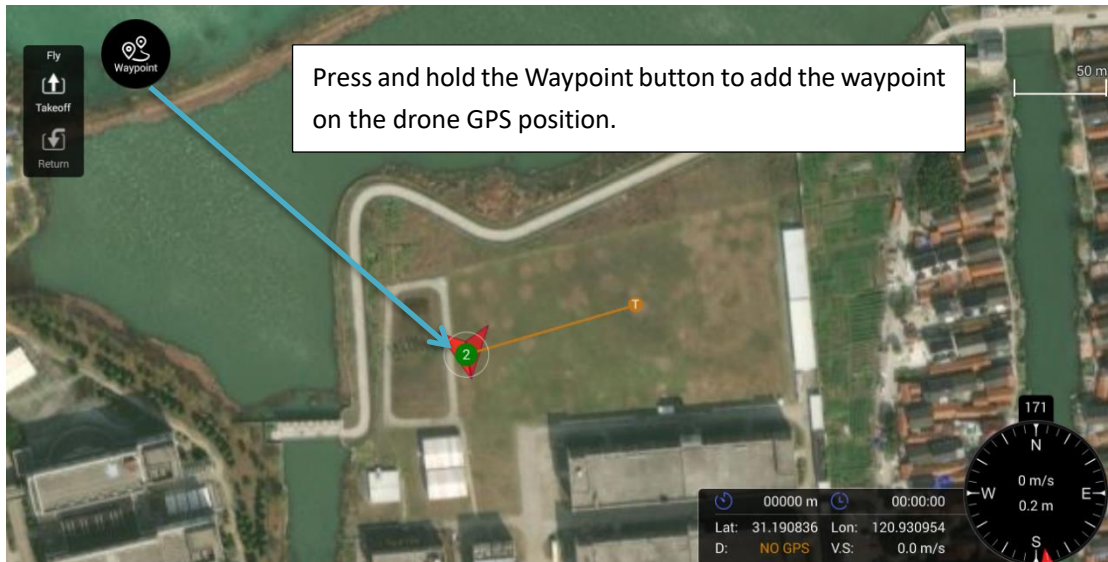 Fly
Takeoff
Return
Waypoint
Press and hold the Waypoint button to add the waypoint
on the drone GPS position.
50 m
T
2
171
N
W
E
S
0 m/s
0.2 m
00000 m 00:00:00
Lat: 31.190836 Lon: 120.930954
D: NO GPS V.S: 0.0 m/s